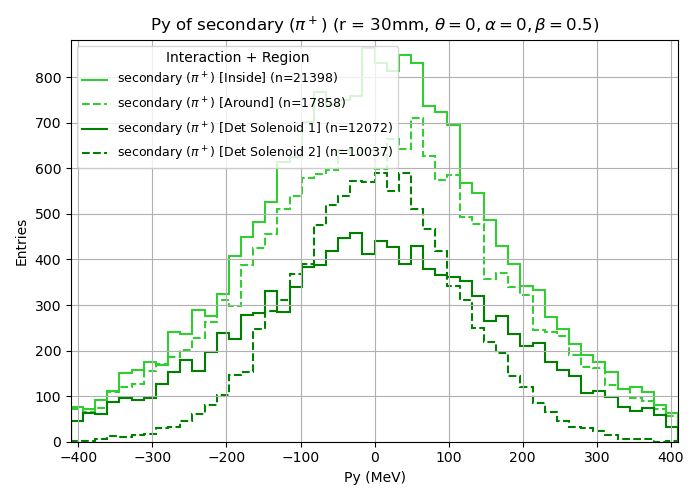 Py of secondary (π⁺) (r = 30mm, θ = 0, α = 0, β = 0.5)
Interaction + Region
secondary (π⁺) [Inside] (n=21398)
secondary (π⁺) [Around] (n=17858)
secondary (π⁺) [Det Solenoid 1] (n=12072)
secondary (π⁺) [Det Solenoid 2] (n=10037)
Entries
800
700
600
500
400
300
200
100
0
−400 −300 −200 −100 0 100 200 300 400
Py (MeV)